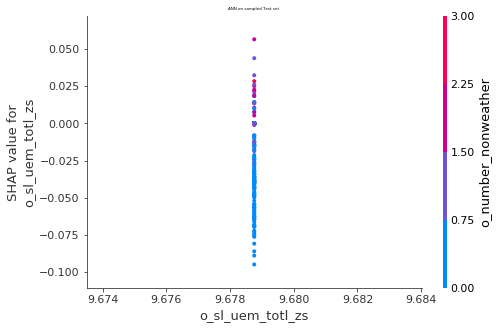 ANN on sampled Test set
0.050
0.025
0.000
−0.025
−0.050
−0.075
−0.100
SHAP value for
o_sl_uem_totl_zs
9.674 9.676 9.678 9.680 9.682 9.684
o_sl_uem_totl_zs
3.00
2.25
1.50
0.75
0.00
o_number_nonweather